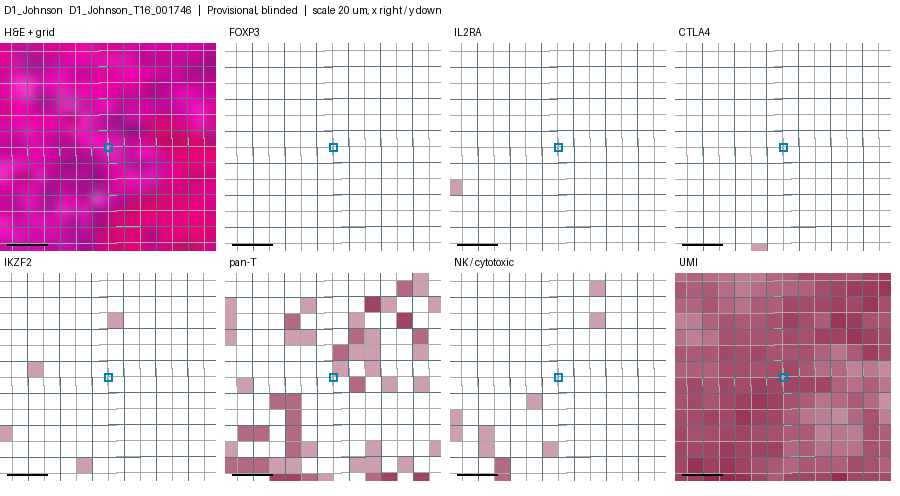 D1_Johnson D1_Johnson_T16_001746 | Provisional, blinded | scale 20 um, x right / y down
H&E + grid
FOXP3
IL2RA
CTLA4
IKZF2
pan-T
NK / cytotoxic
UMI